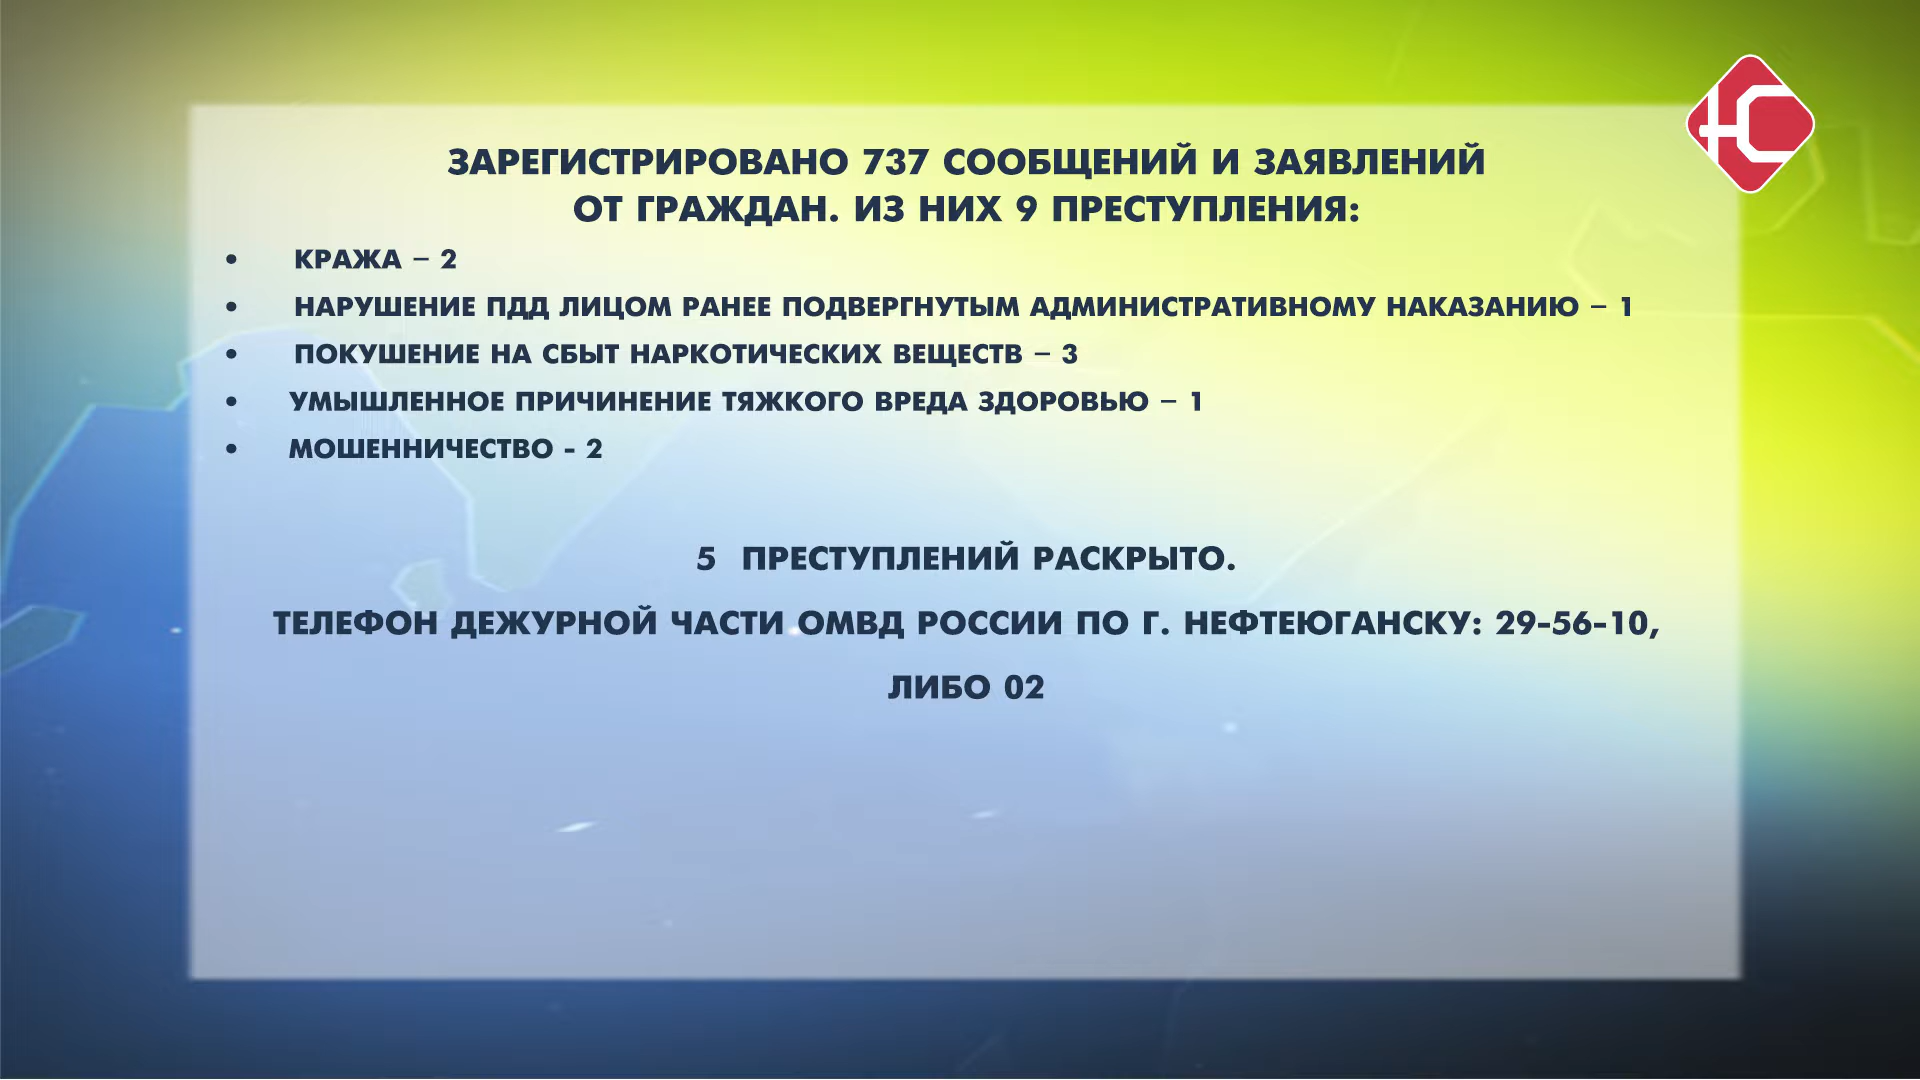 ЮС
ЗАРЕГИСТРИРОВАНО 737 СООБЩЕНИЙ И ЗАЯВЛЕНИЙ
ОТ ГРАЖДАН. ИЗ НИХ 9 ПРЕСТУПЛЕНИЯ:
• КРАЖА – 2
• НАРУШЕНИЕ ПДД ЛИЦОМ РАНЕЕ ПОДВЕРГНУТЫМ АДМИНИСТРАТИВНОМУ НАКАЗАНИЮ – 1
• ПОКУШЕНИЕ НА СБЫТ НАРКОТИЧЕСКИХ ВЕЩЕСТВ – 3
• УМЫШЛЕННОЕ ПРИЧИНЕНИЕ ТЯЖКОГО ВРЕДА ЗДОРОВЬЮ – 1
• МОШЕННИЧЕСТВО - 2
5 ПРЕСТУПЛЕНИЙ РАСКРЫТО.
ТЕЛЕФОН ДЕЖУРНОЙ ЧАСТИ ОМВД РОССИИ ПО Г. НЕФТЕЮГАНСКУ: 29-56-10,
ЛИБО 02